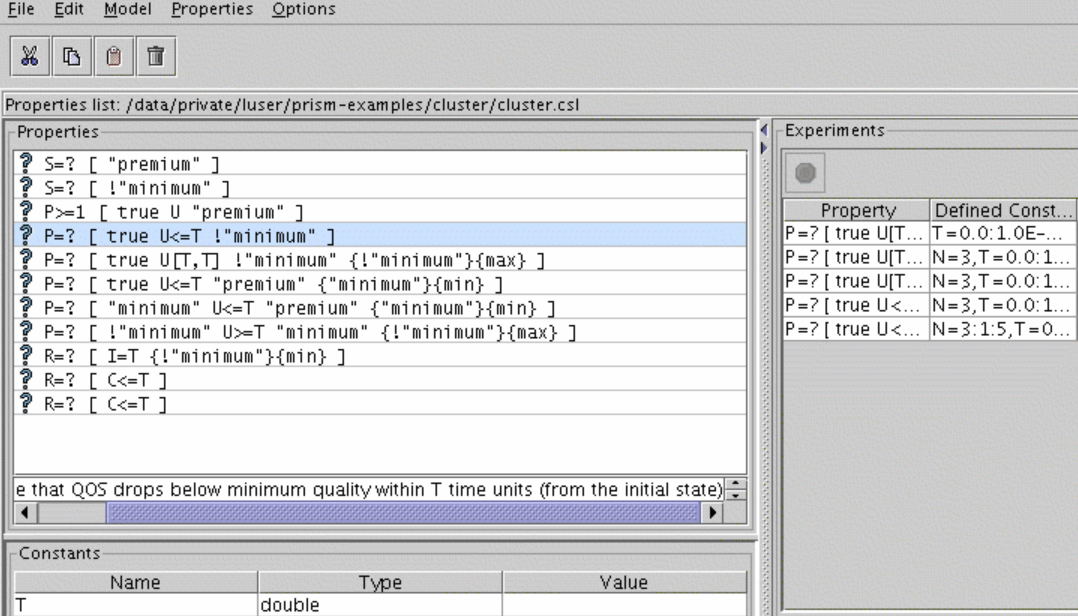 File Edit Model Properties Options
Properties list: /data/private/luser/prism-examples/cluster/cluster.csl
Properties
S=? [ "premium" ]
S=? [ !"minimum" ]
P>=1 [ true U "premium" ]
P=? [ true U<=T !"minimum" ]
P=? [ true U[T,T] !"minimum" {!"minimum"}{max} ]
P=? [ true U<=T "premium" {"minimum"}{min} ]
P=? [ "minimum" U<=T "premium" {"minimum"}{min} ]
P=? [ !"minimum" U>=T "minimum" {!"minimum"}{max} ]
R=? [ I=T {!"minimum"}{min} ]
R=? [ C<=T ]
R=? [ C<=T ]
e that QOS drops below minimum quality within T time units (from the initial state)
Constants
Name Type Value
T double
Experiments
Property Defined Const...
P=? [ true U[T... T=0.0:1.0E-...
P=? [ true U[T... N=3,T=0.0:1...
P=? [ true U[T... N=3,T=0.0:1...
P=? [ true U<... N=3,T=0.0:1...
P=? [ true U<... N=3:1:5,T=0...